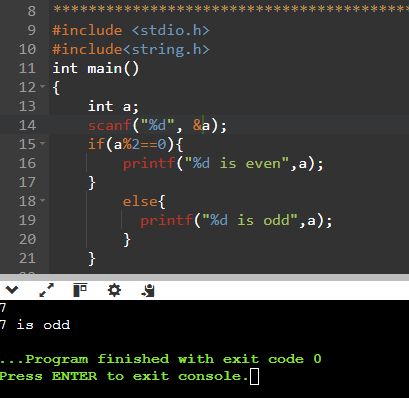 8 ******************************************
9 #include <stdio.h>
10 #include<string.h>
11 int main()
12 {
13 int a;
14 scanf("%d", &a);
15 if(a%2==0){
16 printf("%d is even",a);
17 }
18 else{
19 printf("%d is odd",a);
20 }
21 }
7
7 is odd
...Program finished with exit code 0
Press ENTER to exit console.